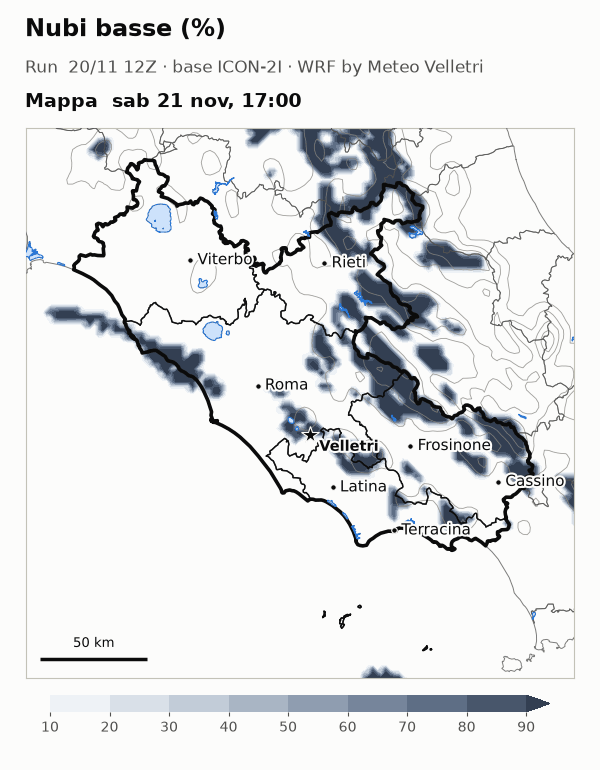 Nubi basse (%)
Run  20/11 12Z · base ICON-2I · WRF by Meteo Velletri
Mappa  sab 21 nov, 17:00
Viterbo
Rieti
Roma
Velletri
Frosinone
Latina
Cassino
Terracina
50 km
10 20 30 40 50 60 70 80 90